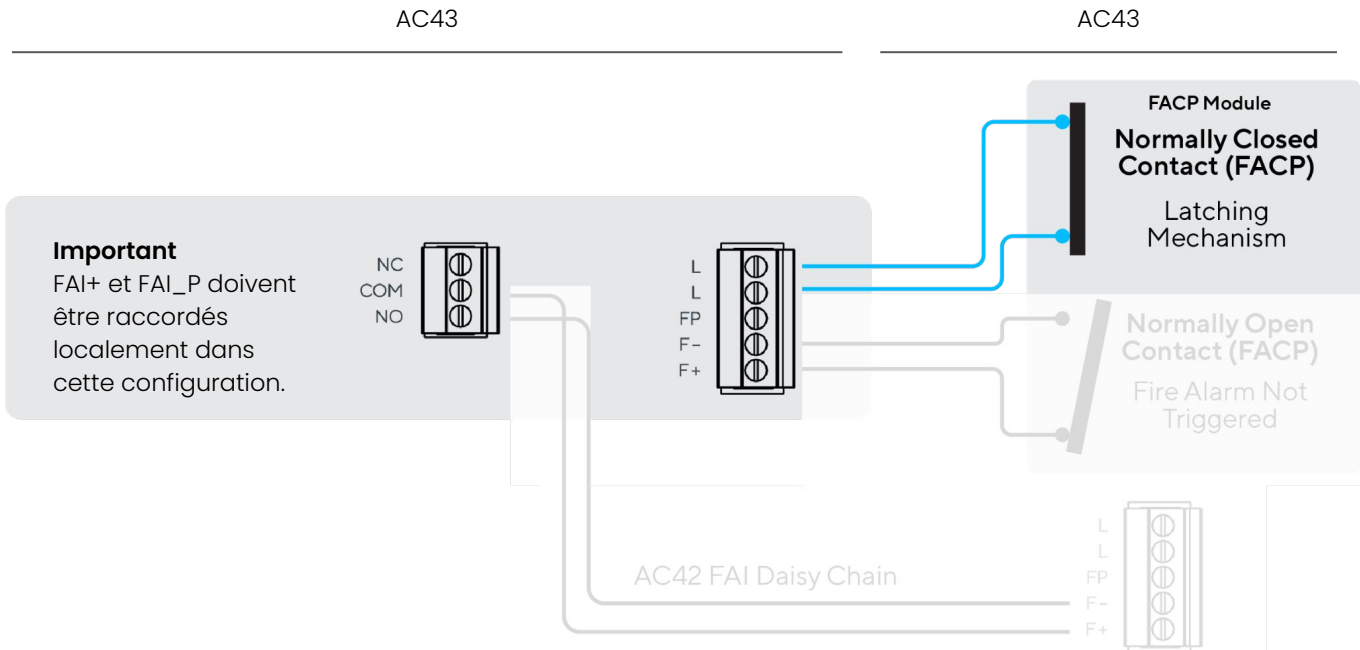 AC43
AC43
FACP Module
Normally Closed
Contact (FACP)
Latching
Mechanism
Important
FAI+ et FAI_P doivent
être raccordés
localement dans
cette configuration.
NC
COM
NO
L
L
FP
F-
F+
Normally Open
Contact (FACP)
Fire Alarm Not
Triggered
AC42 FAI Daisy Chain
L
L
FP
F-
F+